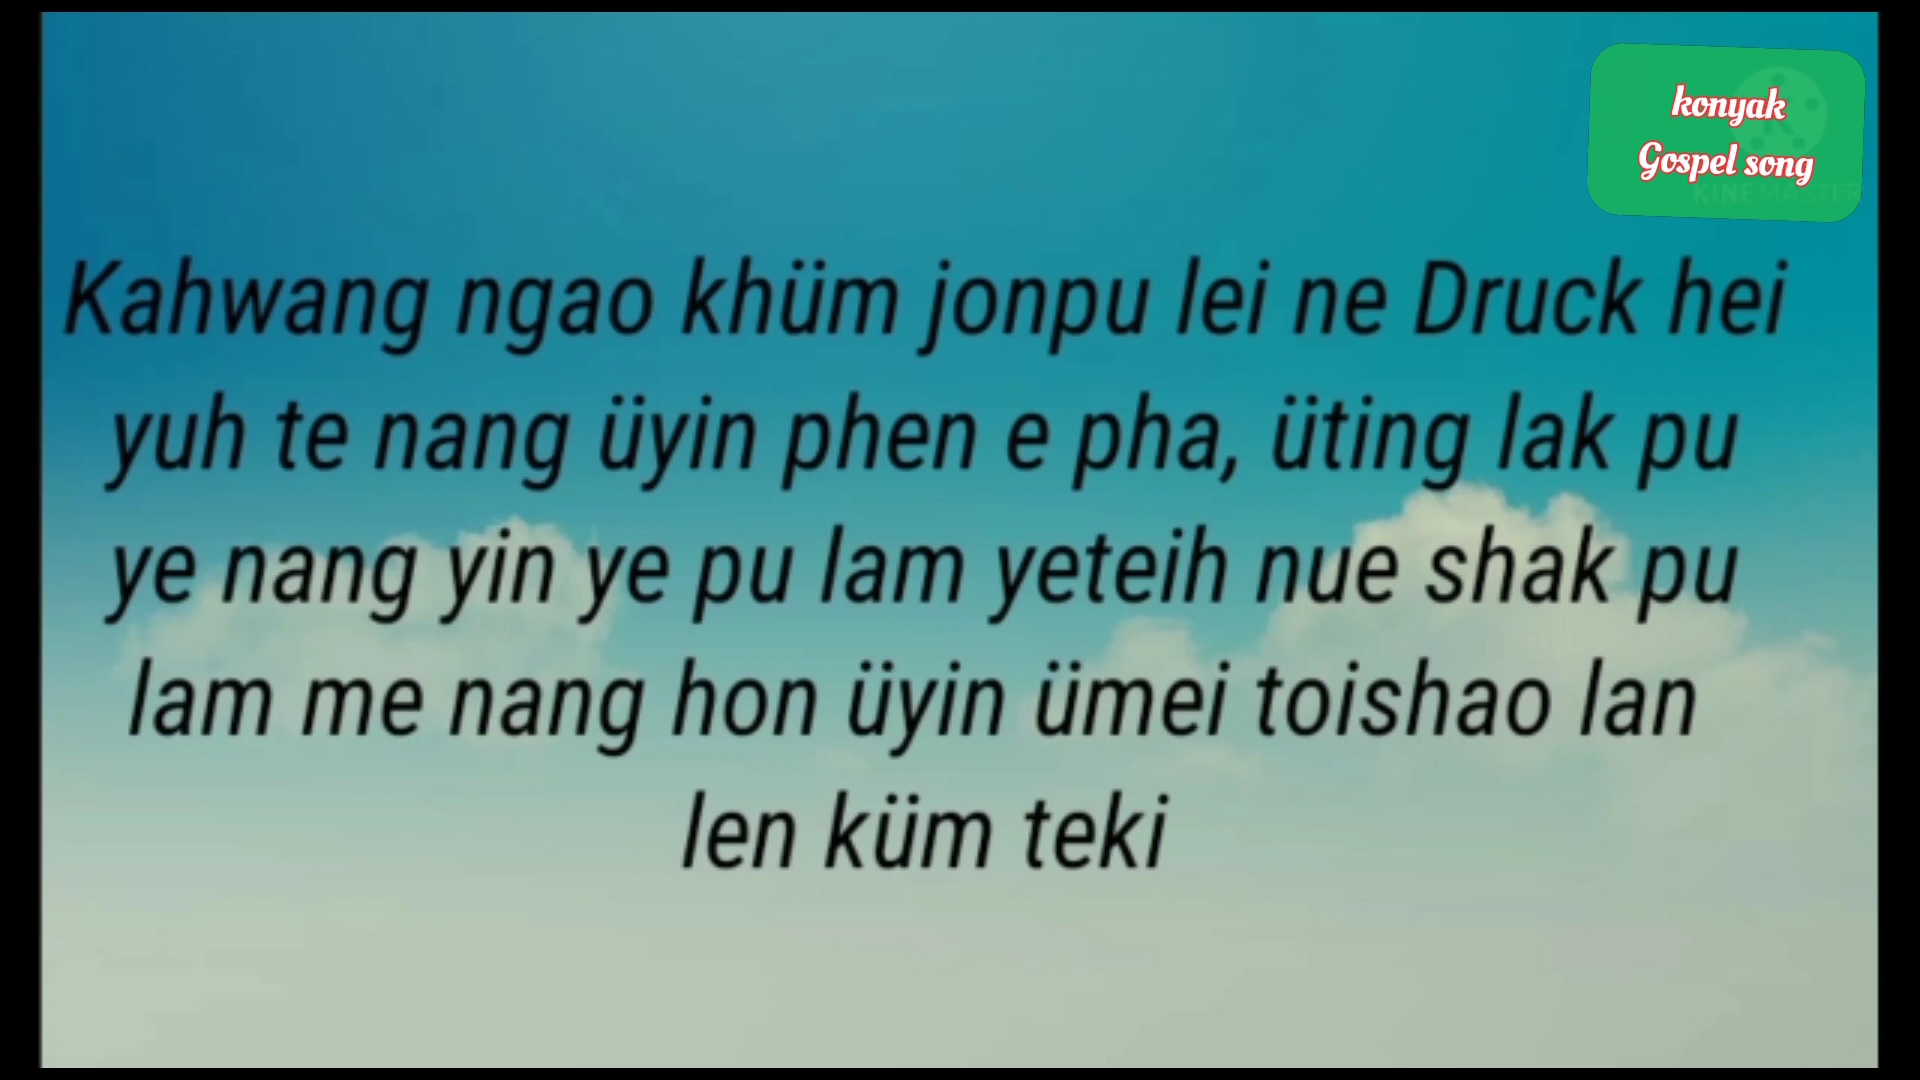 konyak
Gospel song
KINEMASTER
Kahwang ngao khüm jonpu lei ne Druck hei
yuh te nang üyin phen e pha, üting lak pu
ye nang yin ye pu lam yeteih nue shak pu
lam me nang hon üyin ümei toishao lan
len küm teki